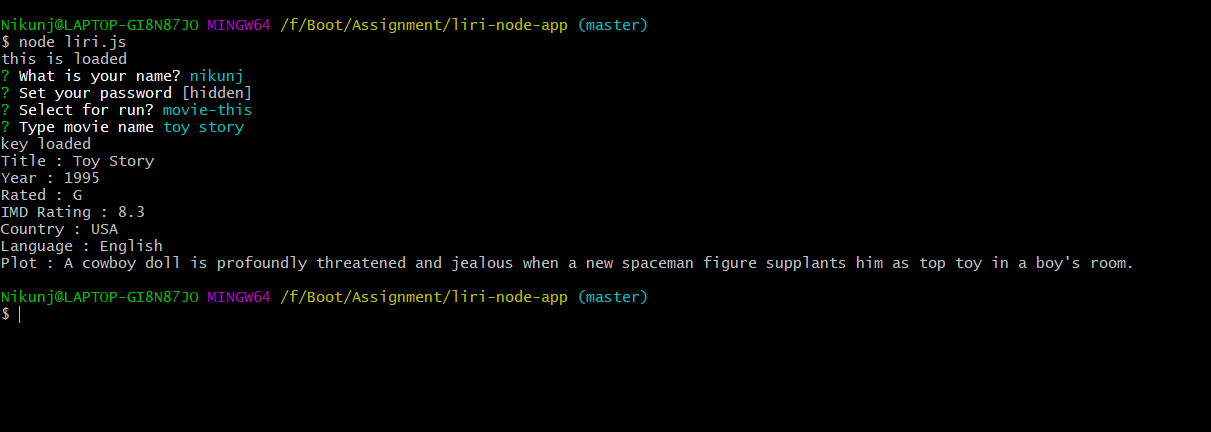 Nikunj@LAPTOP-GI8N87JO MINGW64 /f/Boot/Assignment/liri-node-app (master)
$ node liri.js
this is loaded
? What is your name? nikunj
? Set your password [hidden]
? Select for run? movie-this
? Type movie name toy story
key loaded
Title : Toy Story
Year : 1995
Rated : G
IMD Rating : 8.3
Country : USA
Language : English
Plot : A cowboy doll is profoundly threatened and jealous when a new spaceman figure supplants him as top toy in a boy's room.
Nikunj@LAPTOP-GI8N87JO MINGW64 /f/Boot/Assignment/liri-node-app (master)
$